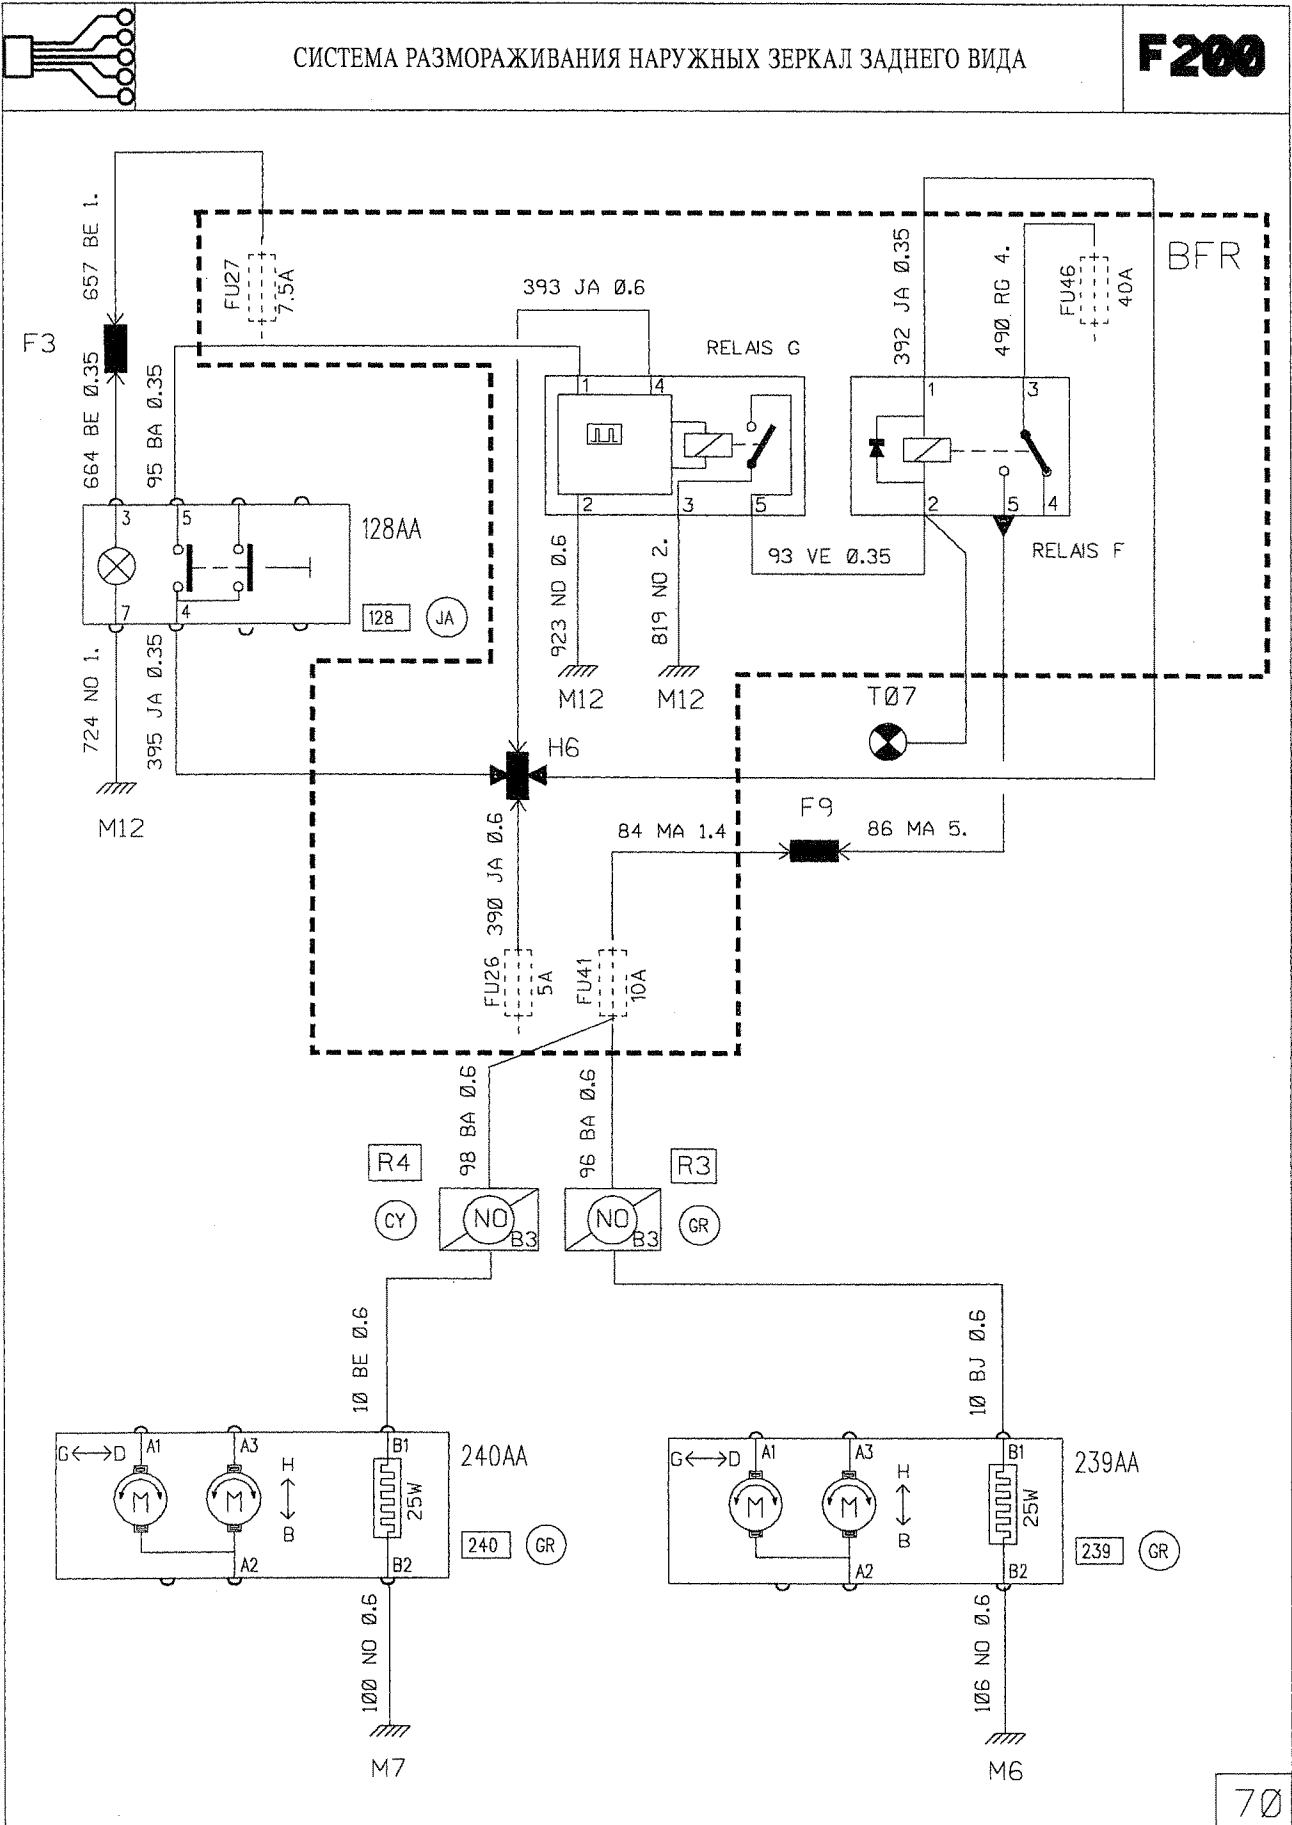 СИСТЕМА РАЗМОРАЖИВАНИЯ НАРУЖНЫХ ЗЕРКАЛ ЗАДНЕГО ВИДА
F200
657 BE 1.
FU27
7.5A
BFR
392 JA 0.35
490 RG 4.
FU46
40A
F3
393 JA 0.6
RELAIS G
664 BE 0.35
95 BA 0.35
1
4
1
3
3
5
128AA
2
3
5
2
5
4
RELAIS F
93 VE 0.35
7
4
128
JA
923 NO 0.6
819 NO 2.
724 NO 1.
395 JA 0.35
M12
M12
T07
H6
M12
F9
390 JA 0.6
84 MA 1.4
86 MA 5.
FU26
5A
FU41
10A
98 BA 0.6
96 BA 0.6
R4
R3
CY
NO
B3
NO
B3
GR
10 BE 0.6
10 BJ 0.6
G
D
A1
A3
H
B
B1
25W
240AA
A2
B2
240
GR
G
D
A1
A3
H
B
B1
25W
239AA
A2
B2
239
GR
100 NO 0.6
106 NO 0.6
M
M
M
M
M7
M6
70